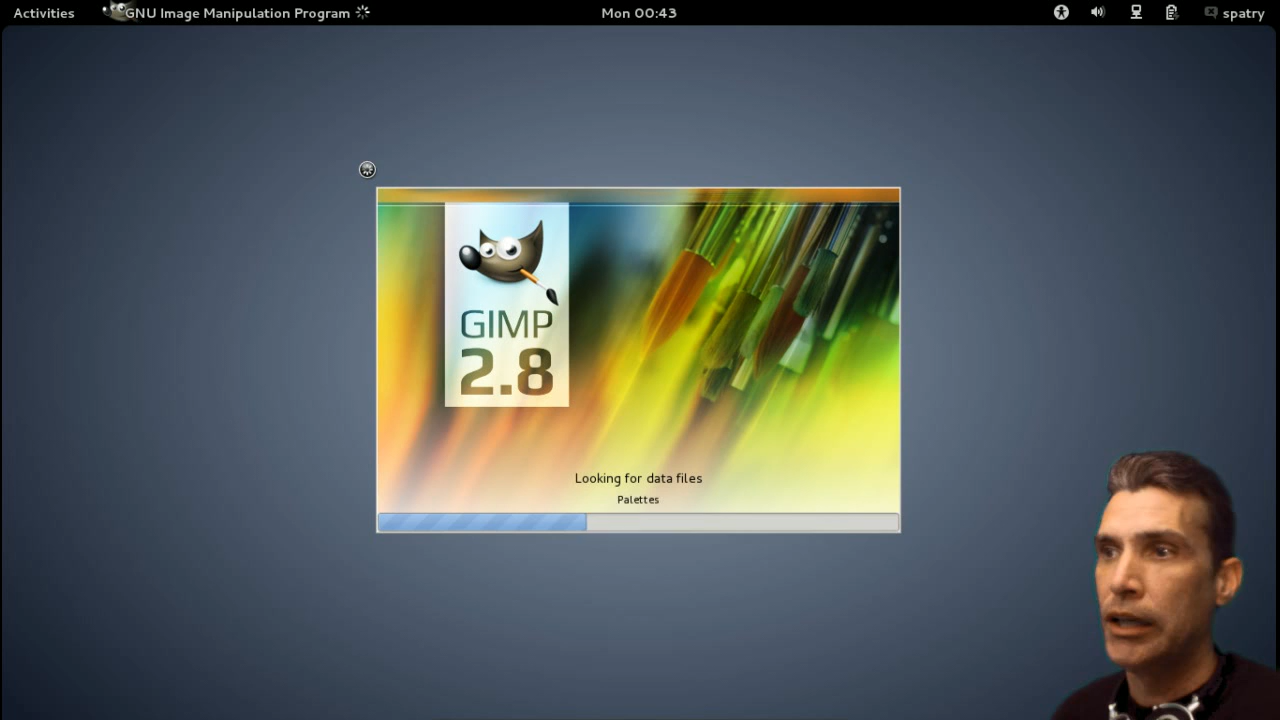 Activities
GNU Image Manipulation Program
Mon 00:43
spatry
GIMP
2.8
Looking for data files
Palettes